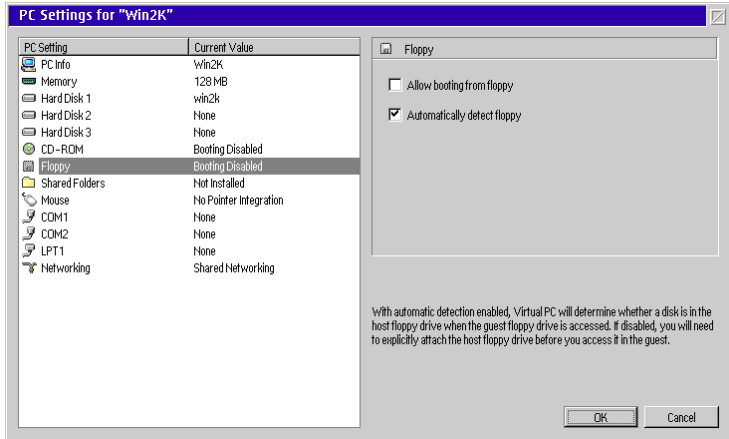 PC Settings for "Win2K"
PC Setting Current Value
PC Info Win2K
Memory 128 MB
Hard Disk 1 win2k
Hard Disk 2 None
Hard Disk 3 None
CD-ROM Booting Disabled
Floppy Booting Disabled
Shared Folders Not Installed
Mouse No Pointer Integration
COM1 None
COM2 None
LPT1 None
Networking Shared Networking
Floppy
Allow booting from floppy
Automatically detect floppy
With automatic detection enabled, Virtual PC will determine whether a disk is in the
host floppy drive when the guest floppy drive is accessed. If disabled, you will need
to explicitly attach the host floppy drive before you access it in the guest.
OK Cancel